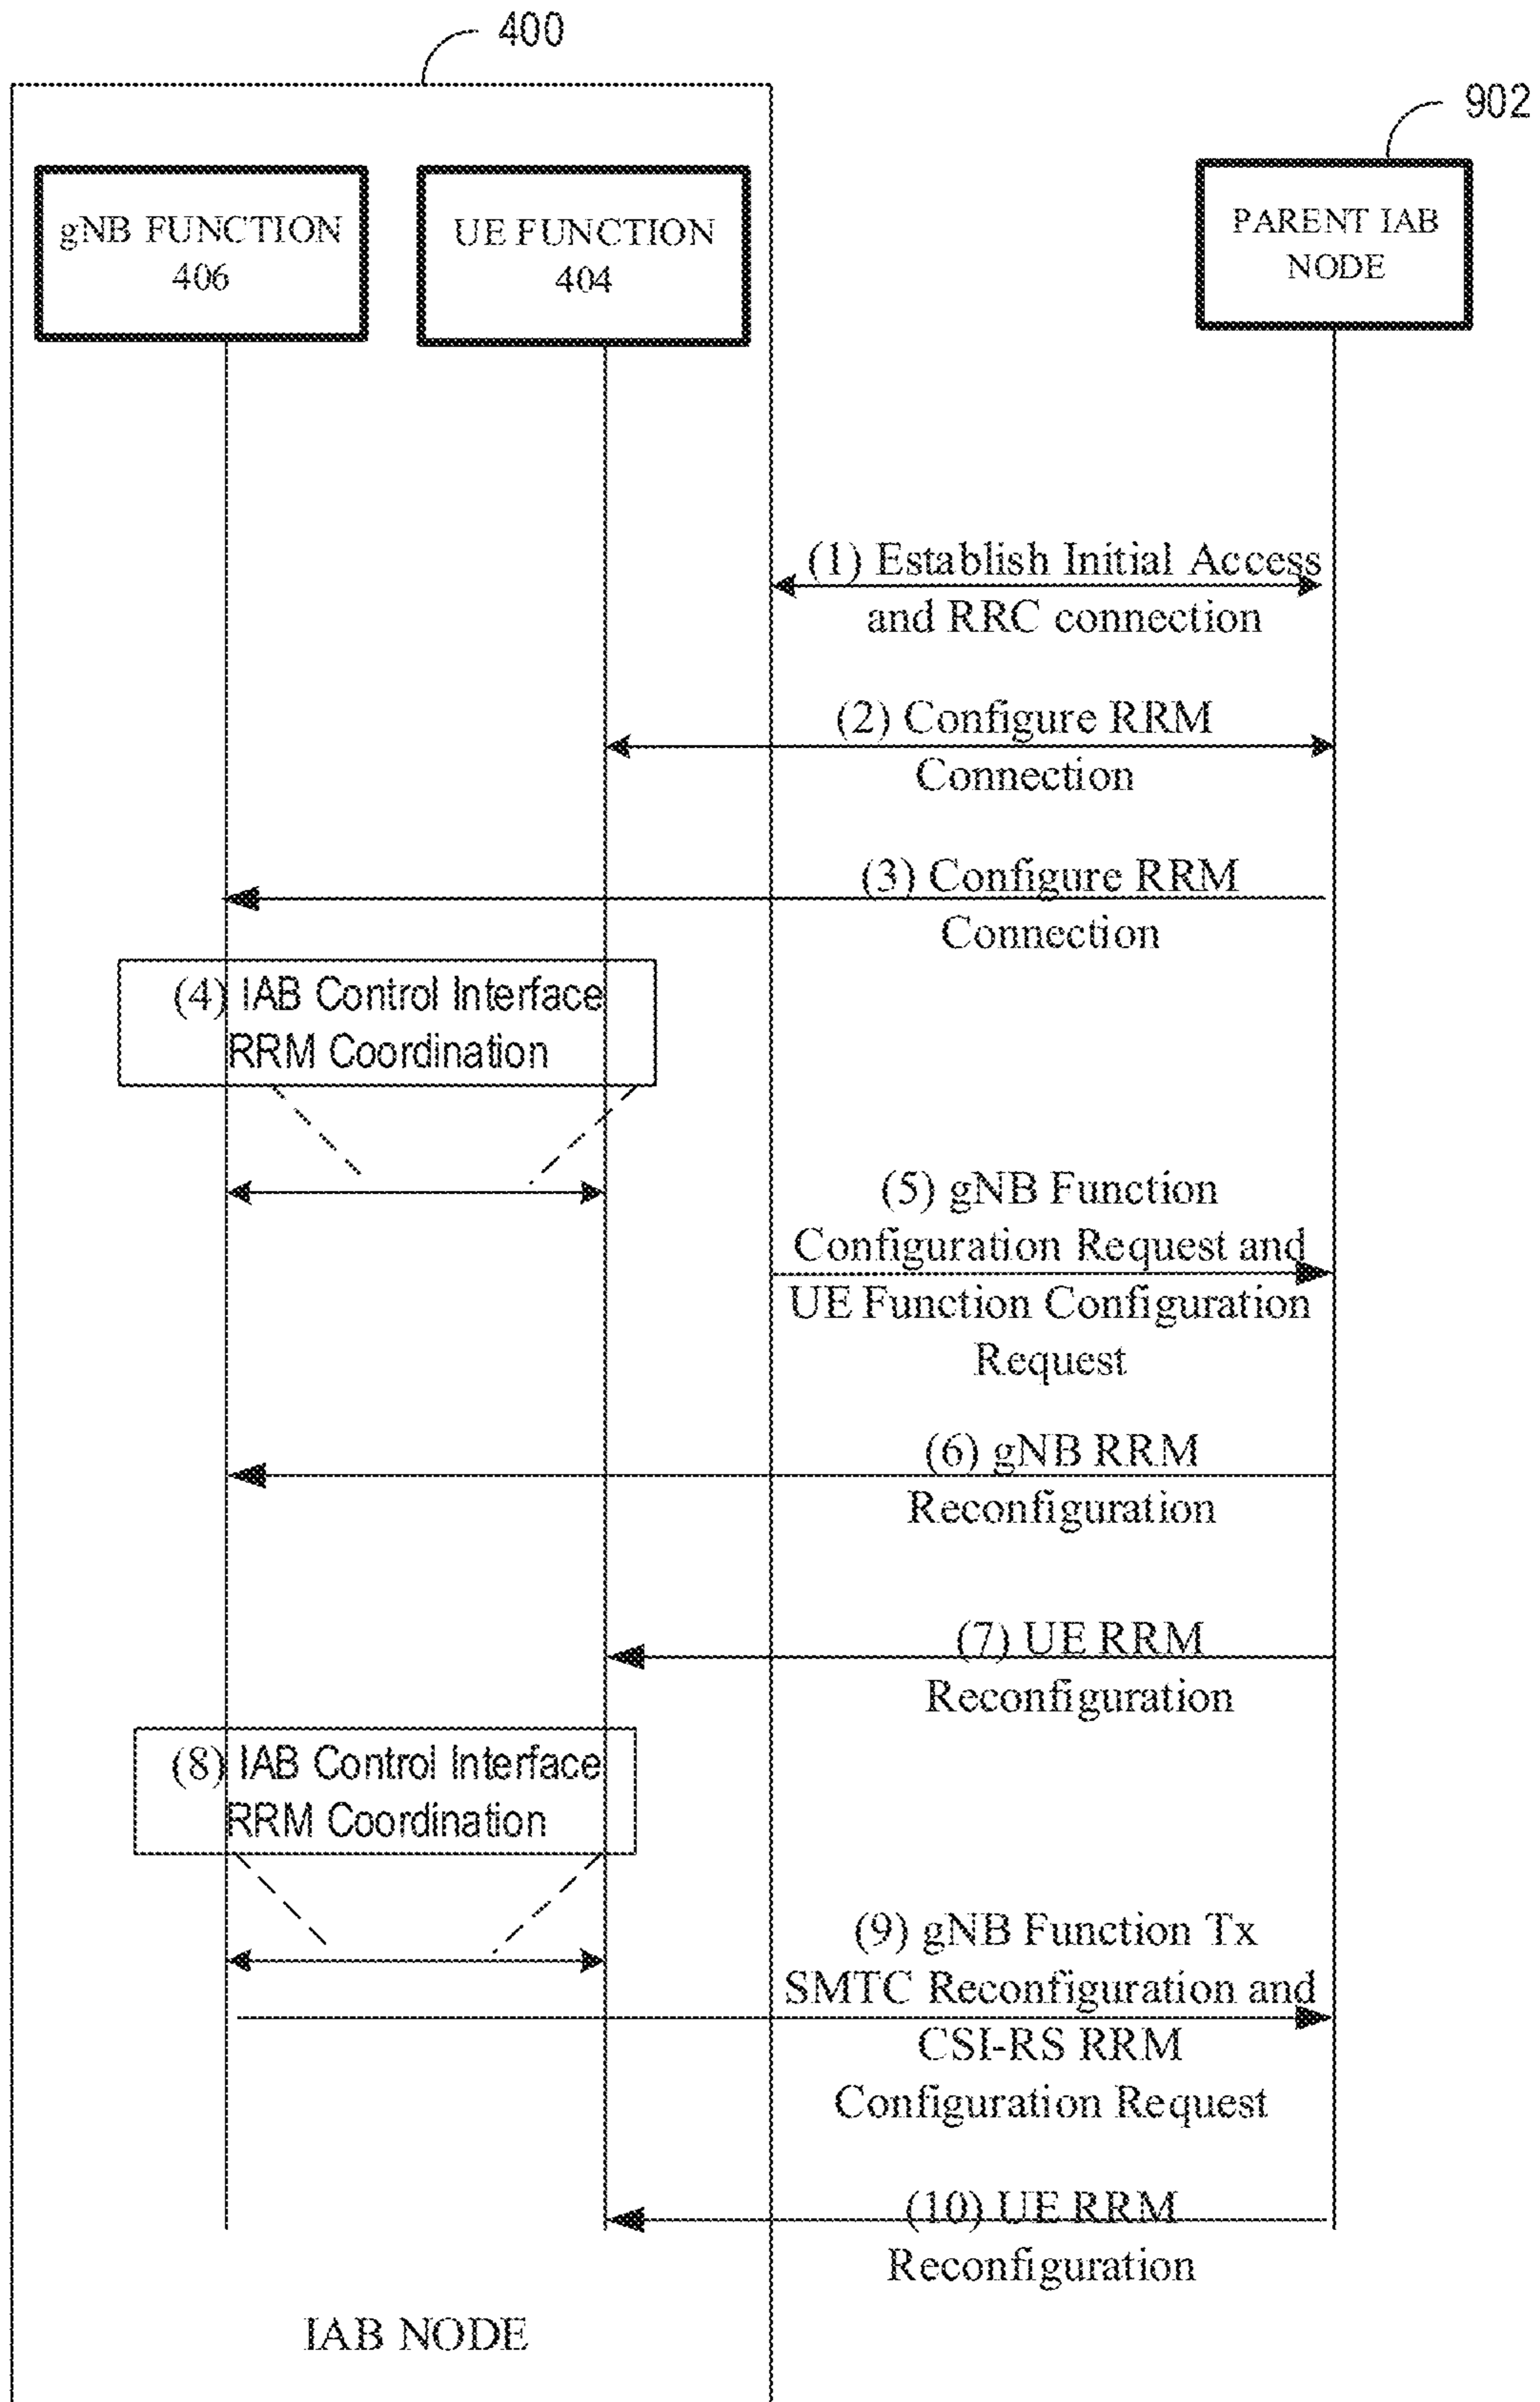 400
902
gNB FUNCTION
406
UE FUNCTION
404
PARENT IAB
NODE
(1) Establish Initial Access
and RRC connection
(2) Configure RRM
Connection
(3) Configure RRM
Connection
(4) IAB Control Interface
RRM Coordination
(5) gNB Function
Configuration Request and
UE Function Configuration
Request
(6) gNB RRM
Reconfiguration
(7) UE RRM
Reconfiguration
(8) IAB Control Interface
RRM Coordination
(9) gNB Function Tx
SMTC Reconfiguration and
CSI-RS RRM
Configuration Request
(10) UE RRM
Reconfiguration
IAB NODE